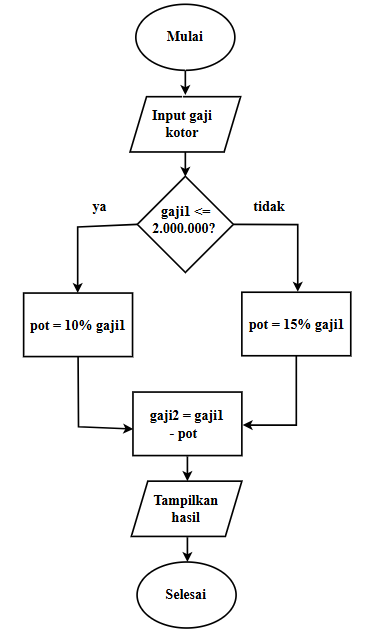 Mulai
Input gaji
kotor
gaji1 <=
2.000.000?
ya
tidak
pot = 10% gaji1
pot = 15% gaji1
gaji2 = gaji1
- pot
Tampilkan
hasil
Selesai